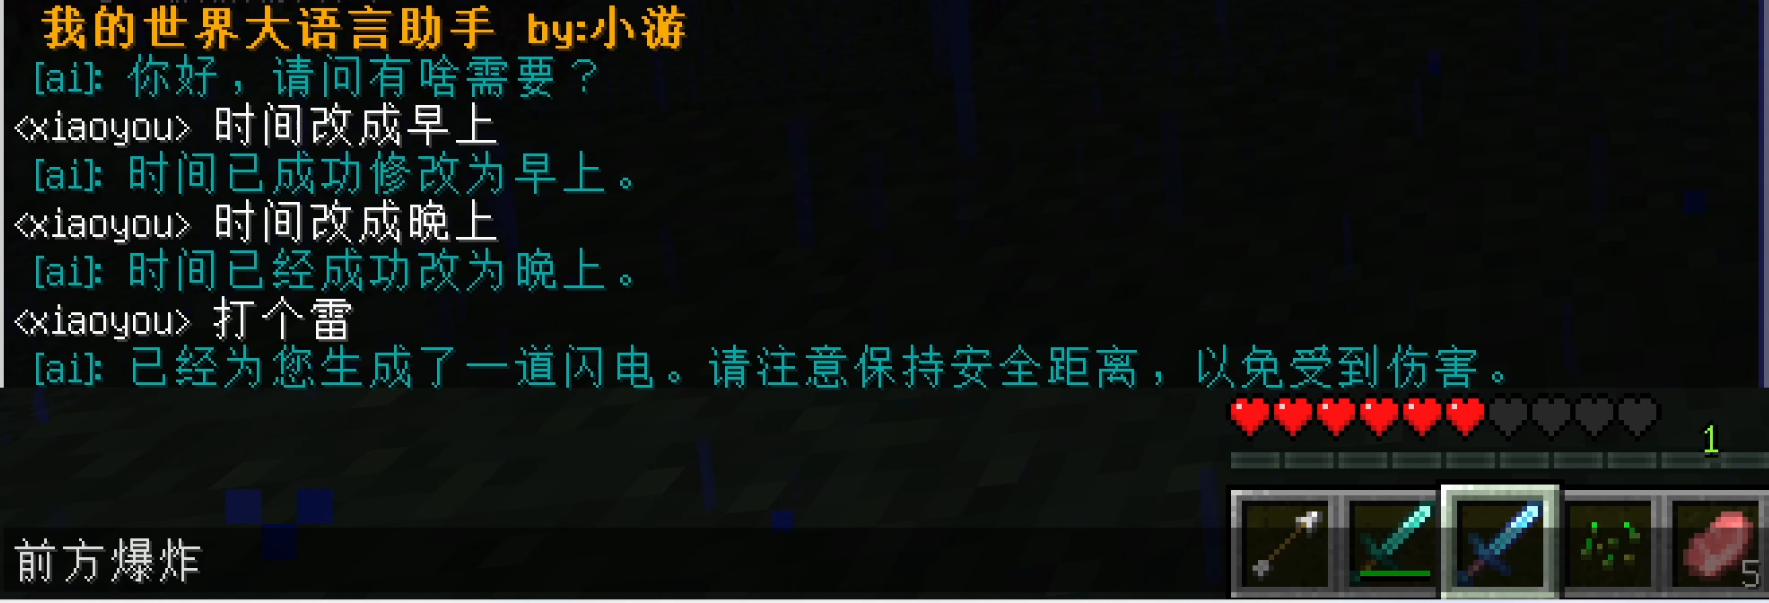 我的世界大语言助手 by:小游
[ai]: 你好，请问有啥需要？
<xiaoyou> 时间改成早上
[ai]: 时间已成功修改为早上。
<xiaoyou> 时间改成晚上
[ai]: 时间已经成功改为晚上。
<xiaoyou> 打个雷
[ai]: 已经为您生成了一道闪电。请注意保持安全距离，以免受到伤害。
1
前方爆炸
5